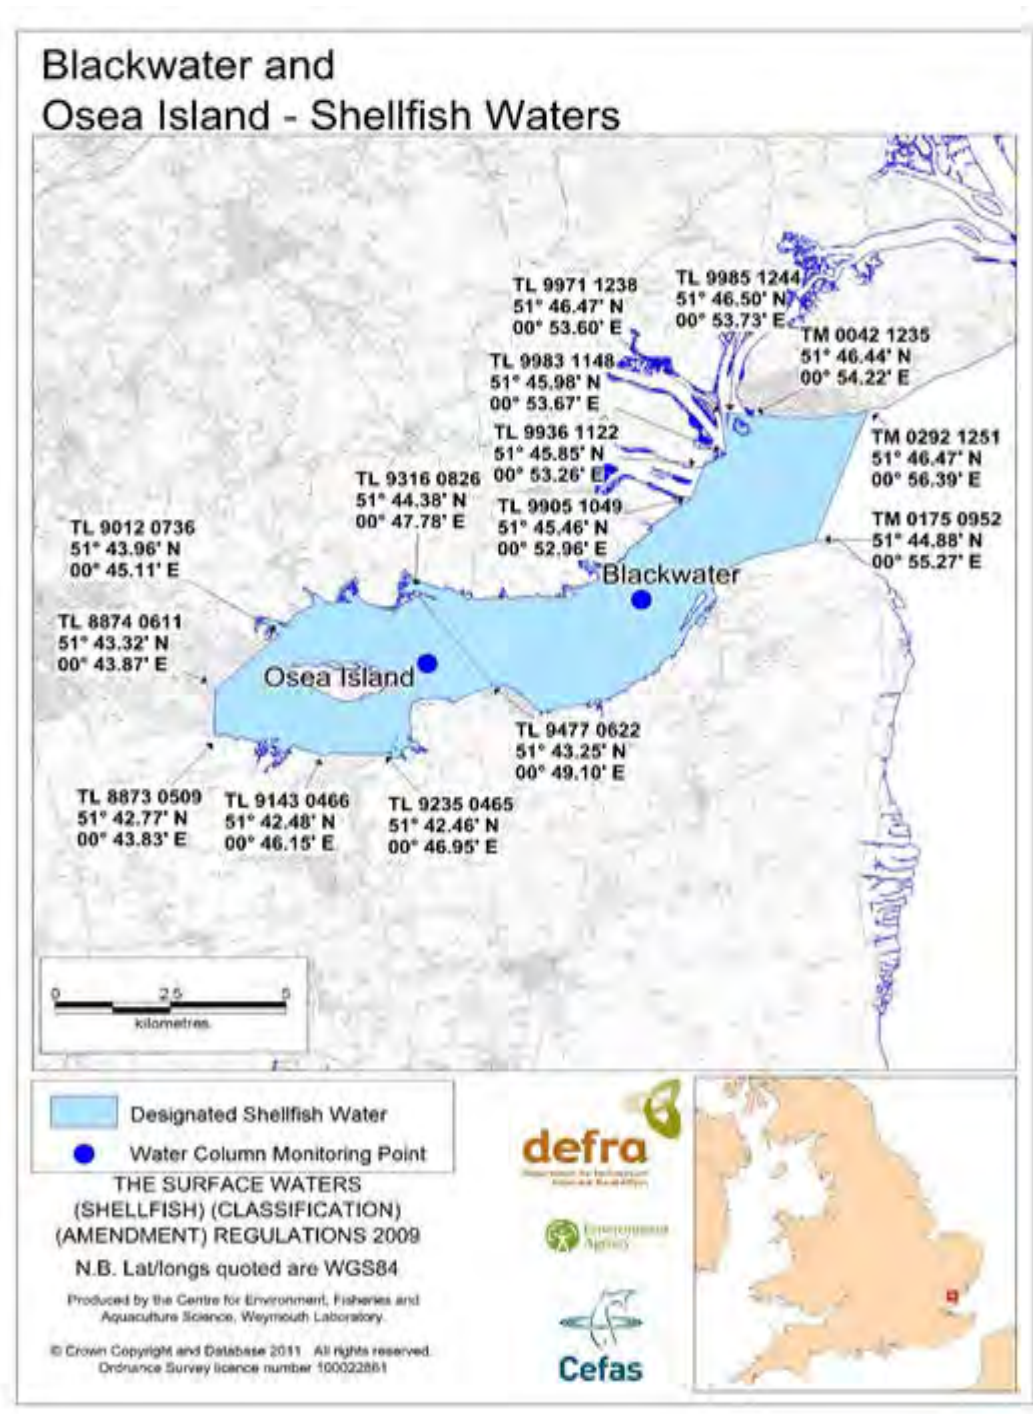 Blackwater and
Osea Island - Shellfish Waters
TL 9971 1238
51° 46.47' N
00° 53.60' E
TL 9985 1244
51° 46.50' N
00° 53.73' E
TM 0042 1235
51° 46.44' N
00° 54.22' E
TL 9983 1148
51° 45.98' N
00° 53.67' E
TL 9936 1122
51° 45.85' N
00° 53.26' E
TM 0292 1251
51° 46.47' N
00° 56.39' E
TL 9316 0826
51° 44.38' N
00° 47.78' E
TL 9905 1049
51° 45.46' N
00° 52.96' E
TM 0175 0952
51° 44.88' N
00° 55.27' E
TL 9012 0736
51° 43.96' N
00° 45.11' E
Blackwater
TL 8874 0611
51° 43.32' N
00° 43.87' E
Osea Island
TL 9477 0622
51° 43.25' N
00° 49.10' E
TL 8873 0509
51° 42.77' N
00° 43.83' E
TL 9143 0466
51° 42.48' N
00° 46.15' E
TL 9235 0465
51° 42.46' N
00° 46.95' E
0 2.5 5
kilometres
Designated Shellfish Water
Water Column Monitoring Point
THE SURFACE WATERS
(SHELLFISH) (CLASSIFICATION)
(AMENDMENT) REGULATIONS 2009
N.B. Lat/longs quoted are WGS84
Produced by the Centre for Environment, Fisheries and
Aquaculture Science, Weymouth Laboratory.
© Crown Copyright and Database 2011 All rights reserved.
Ordnance Survey licence number 100022861
defra
Environment
Agency
Cefas